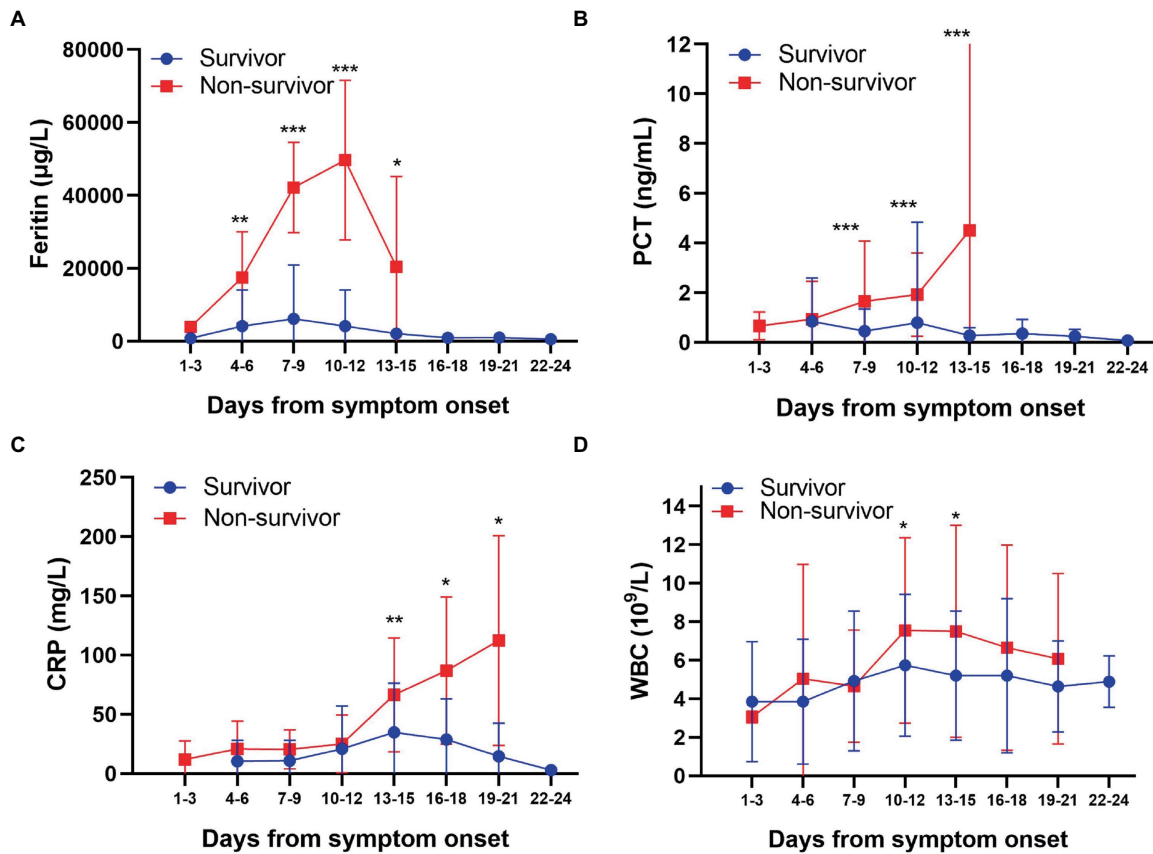 A
Survivor
Non-survivor
80000
60000
40000
20000
0
Feritin (µg/L)
**
***
***
*
1-3 4-6 7-9 10-12 13-15 16-18 19-21 22-24
Days from symptom onset
B
Survivor
Non-survivor
12
10
8
6
4
2
0
PCT (ng/mL)
***
***
***
1-3 4-6 7-9 10-12 13-15 16-18 19-21 22-24
Days from symptom onset
C
Survivor
Non-survivor
250
200
150
100
50
0
CRP (mg/L)
**
*
*
1-3 4-6 7-9 10-12 13-15 16-18 19-21 22-24
Days from symptom onset
D
Survivor
Non-survivor
14
12
10
8
6
4
2
0
WBC (10⁹/L)
*
*
1-3 4-6 7-9 10-12 13-15 16-18 19-21 22-24
Days from symptom onset